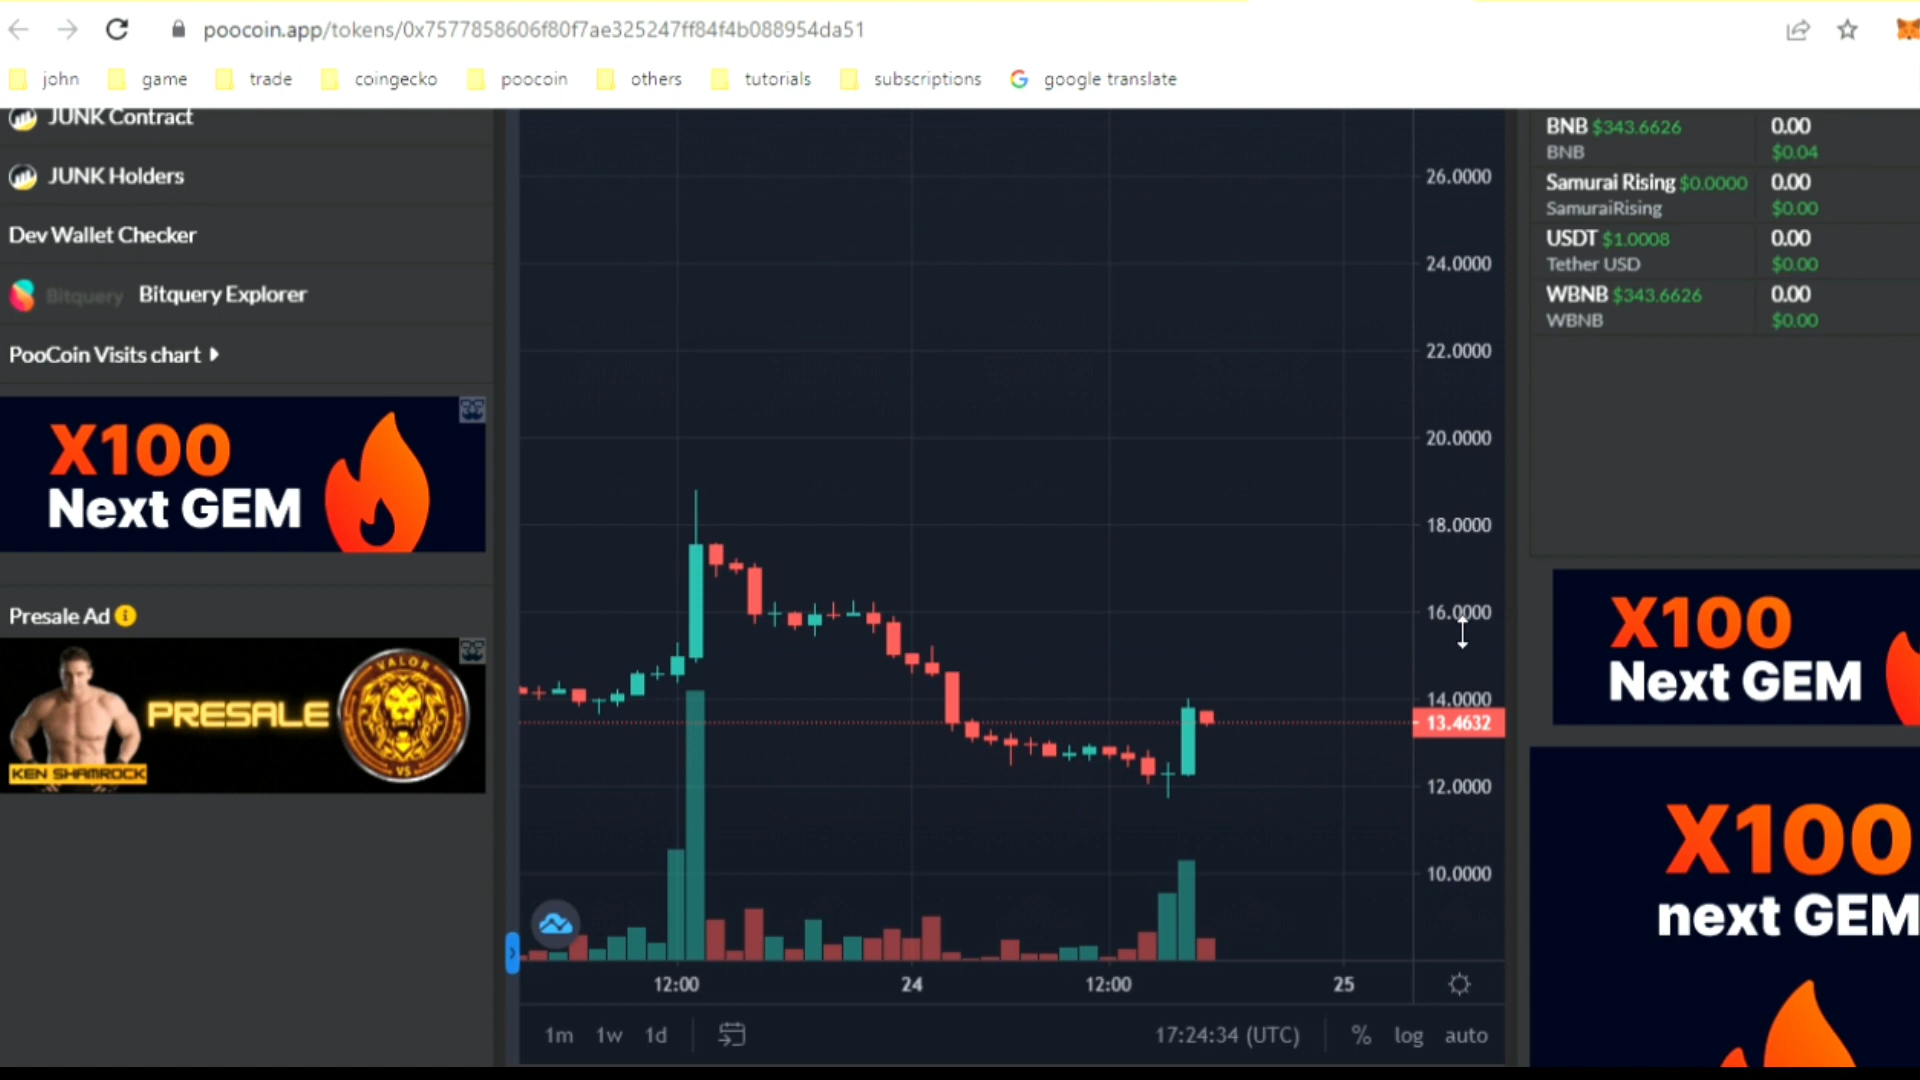 poocoin.app/tokens/0x7577858606f80f7ae325247ff84f4b088954da51
john game trade coingecko poocoin others tutorials subscriptions google translate
JUNK Contract
JUNK Holders
Dev Wallet Checker
Bitquery Bitquery Explorer
PooCoin Visits chart
X100
Next GEM
Presale Ad
PRESALE
KEN SHAMROCK
VALOR
VS
26.0000
24.0000
22.0000
20.0000
18.0000
16.0000
14.0000
13.4632
12.0000
10.0000
12:00 24 12:00 25
1m 1w 1d 17:24:34 (UTC) % log auto
BNB $343.6626 0.00
BNB $0.04
Samurai Rising $0.0000 0.00
SamuraiRising $0.00
USDT $1.0008 0.00
Tether USD $0.00
WBNB $343.6626 0.00
WBNB $0.00
X100
Next GEM
X100
next GEM